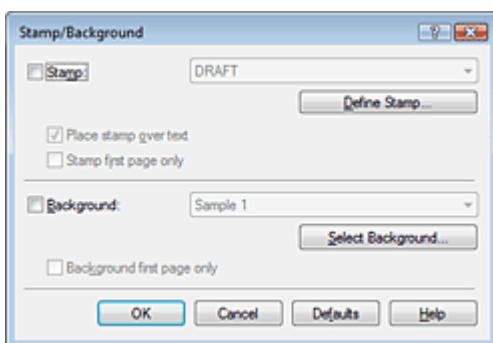 Stamp/Background
Stamp: DRAFT
Define Stamp...
Place stamp over text
Stamp first page only
Background: Sample 1
Select Background...
Background first page only
OK Cancel Defaults Help